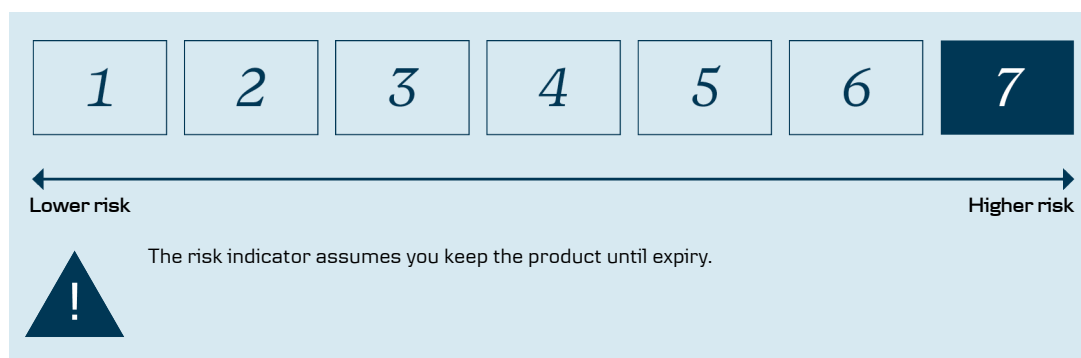 1 2 3 4 5 6 7
Lower risk Higher risk
The risk indicator assumes you keep the product until expiry.
!